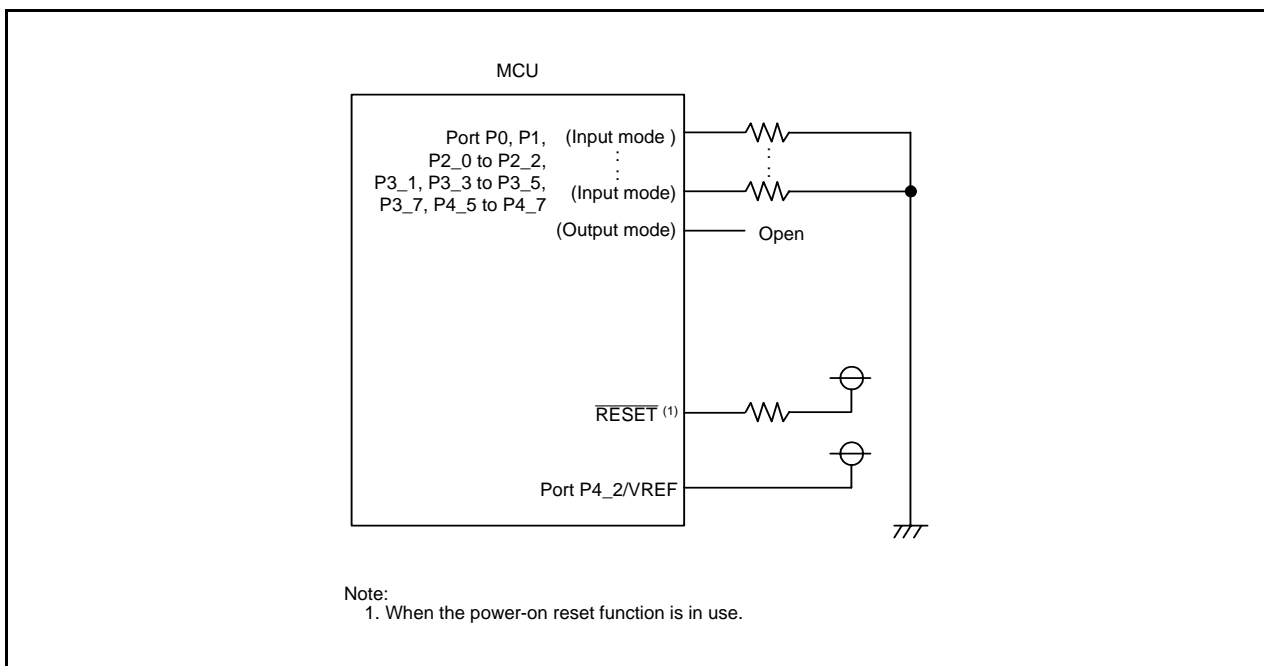 MCU
Port P0, P1,
P2_0 to P2_2,
P3_1, P3_3 to P3_5,
P3_7, P4_5 to P4_7
(Input mode )
(Input mode)
(Output mode)
Open
RESET (1)
Port P4_2/VREF
Note:
1. When the power-on reset function is in use.